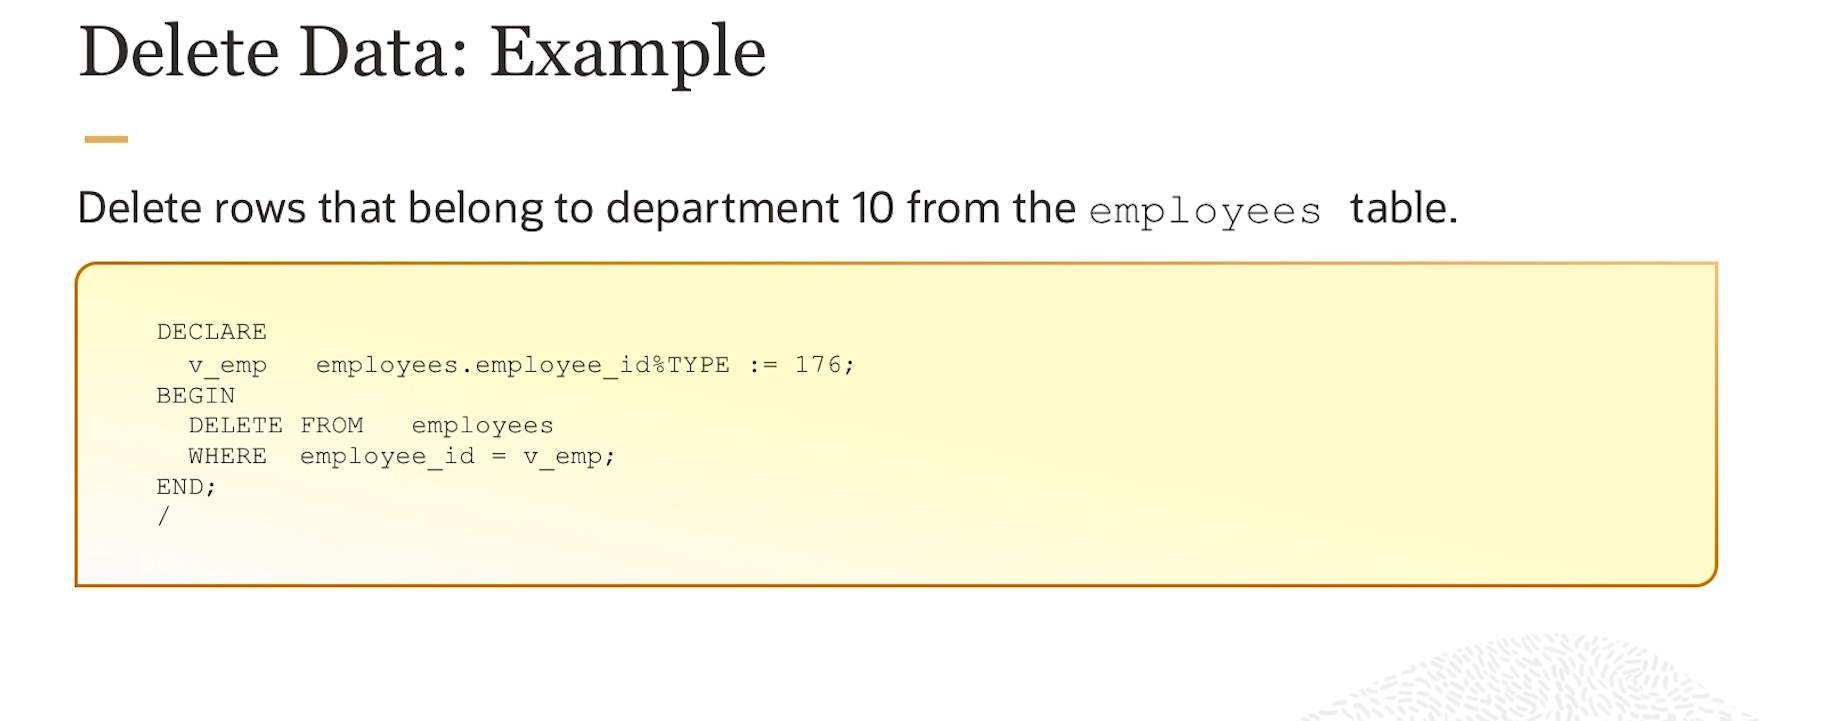 Delete Data: Example
Delete rows that belong to department 10 from the employees table.
DECLARE
  v_emp   employees.employee_id%TYPE := 176;
BEGIN
  DELETE FROM   employees
  WHERE  employee_id = v_emp;
END;
/